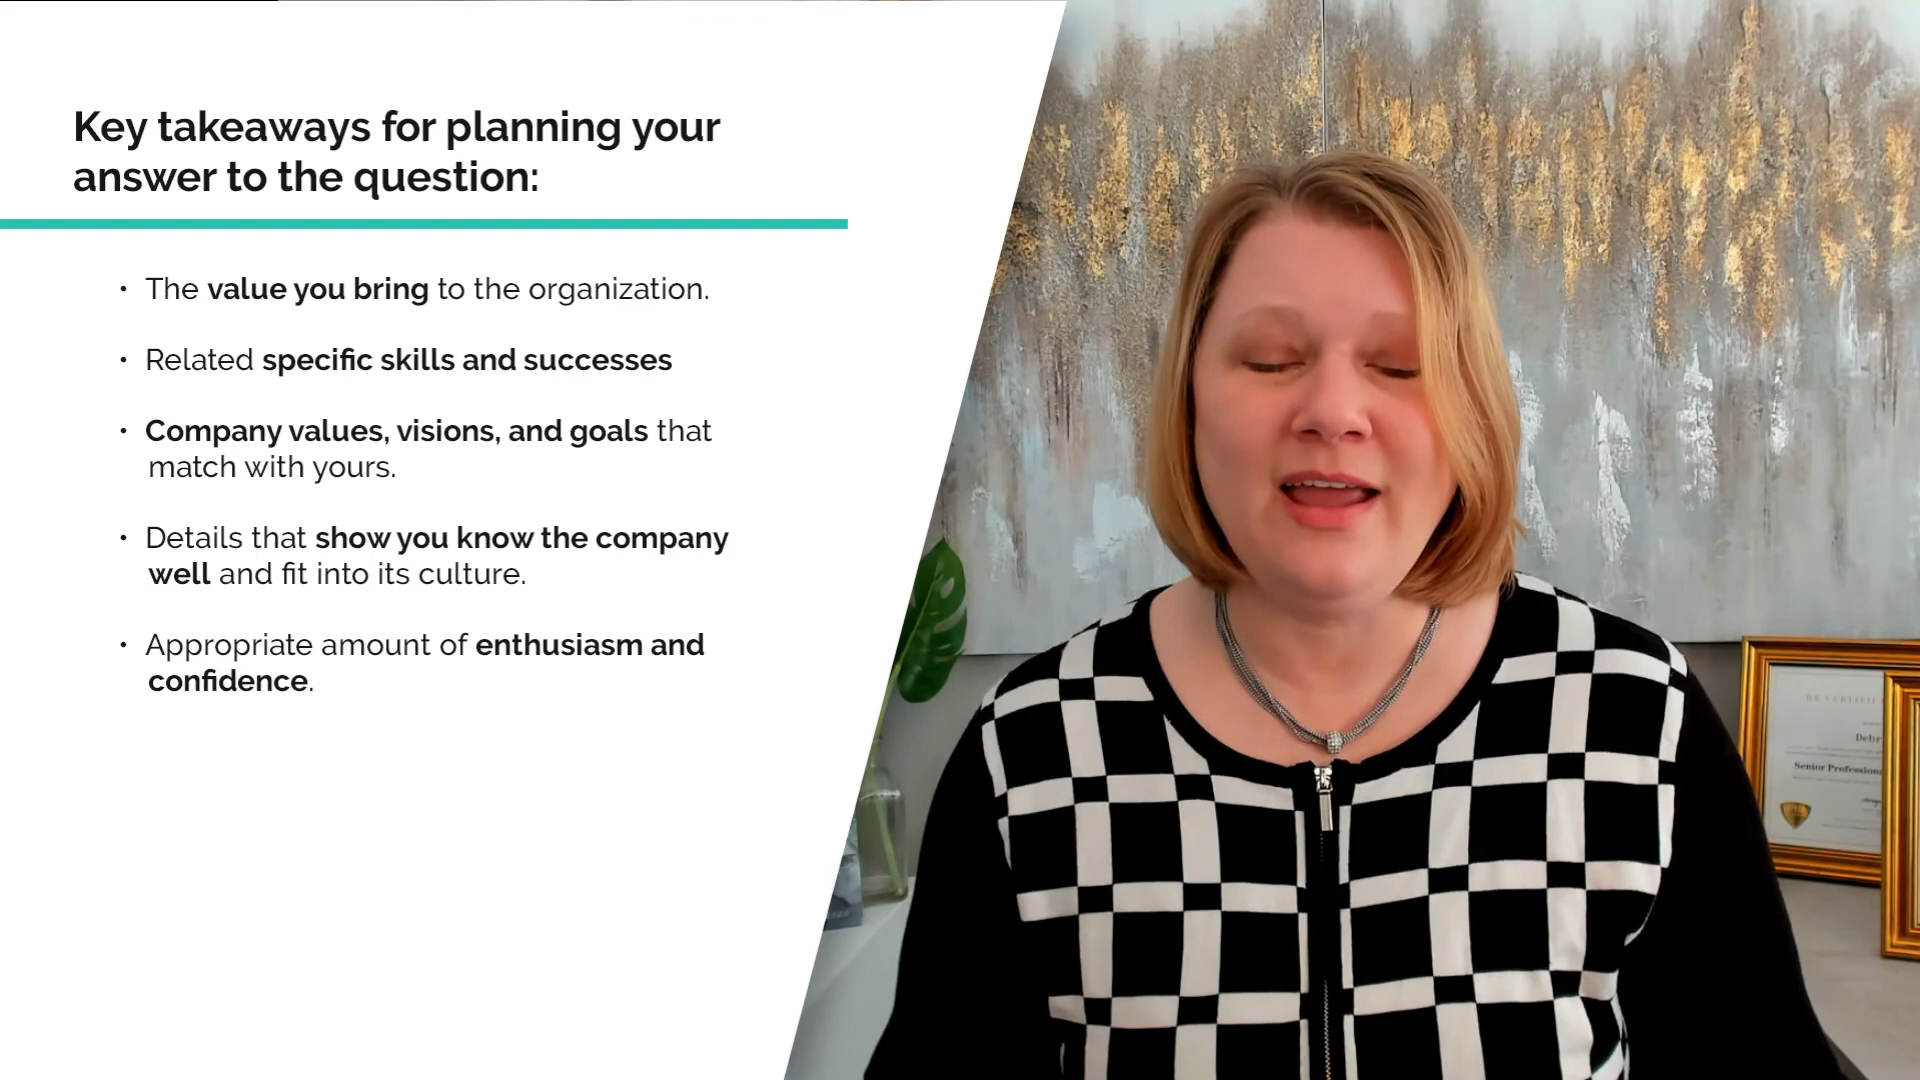 Key takeaways for planning your
answer to the question:
• The value you bring to the organization.
• Related specific skills and successes
• Company values, visions, and goals that
match with yours.
• Details that show you know the company
well and fit into its culture.
• Appropriate amount of enthusiasm and
confidence.
Debr
Senior Profession